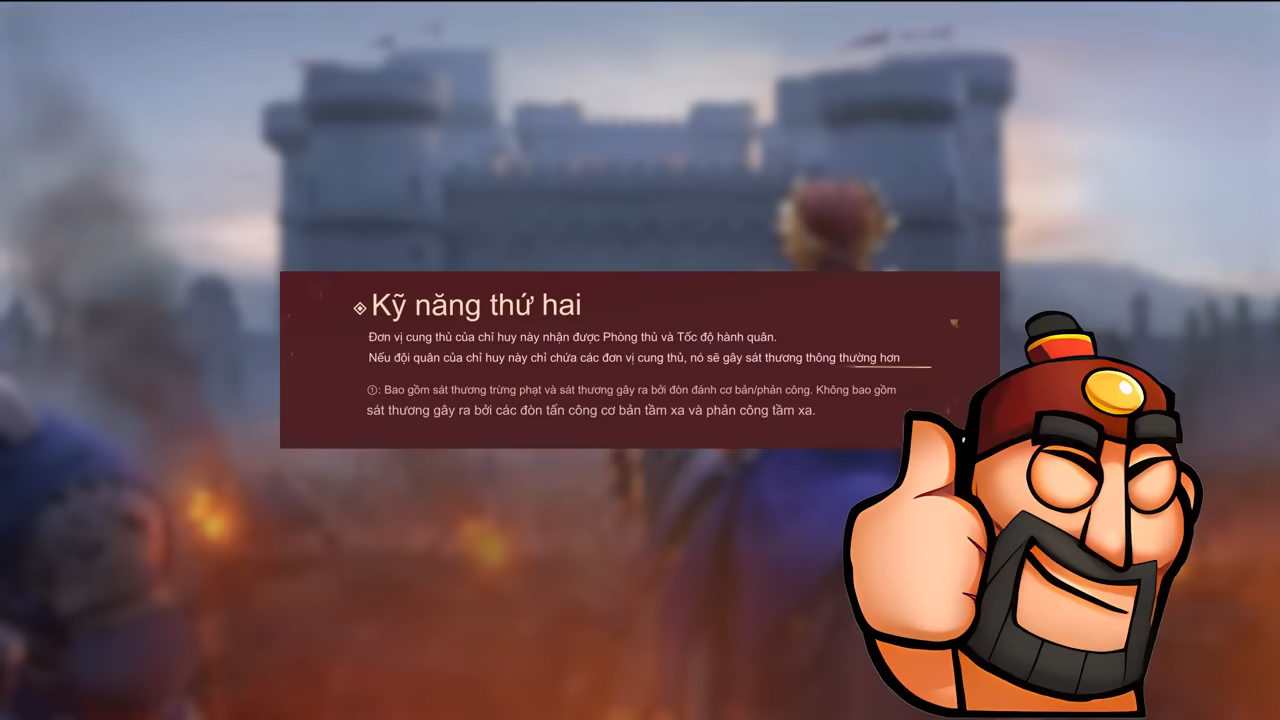 Kỹ năng thứ hai
Đơn vị cung thủ của chỉ huy này nhận được Phòng thủ và Tốc độ hành quân.
Nếu đội quân của chỉ huy này chỉ chứa các đơn vị cung thủ, nó sẽ gây sát thương thông thường hơn
①: Bao gồm sát thương trừng phạt và sát thương gây ra bởi đòn đánh cơ bản/phản công. Không bao gồm
sát thương gây ra bởi các đòn tấn công cơ bản tầm xa và phản công tầm xa.